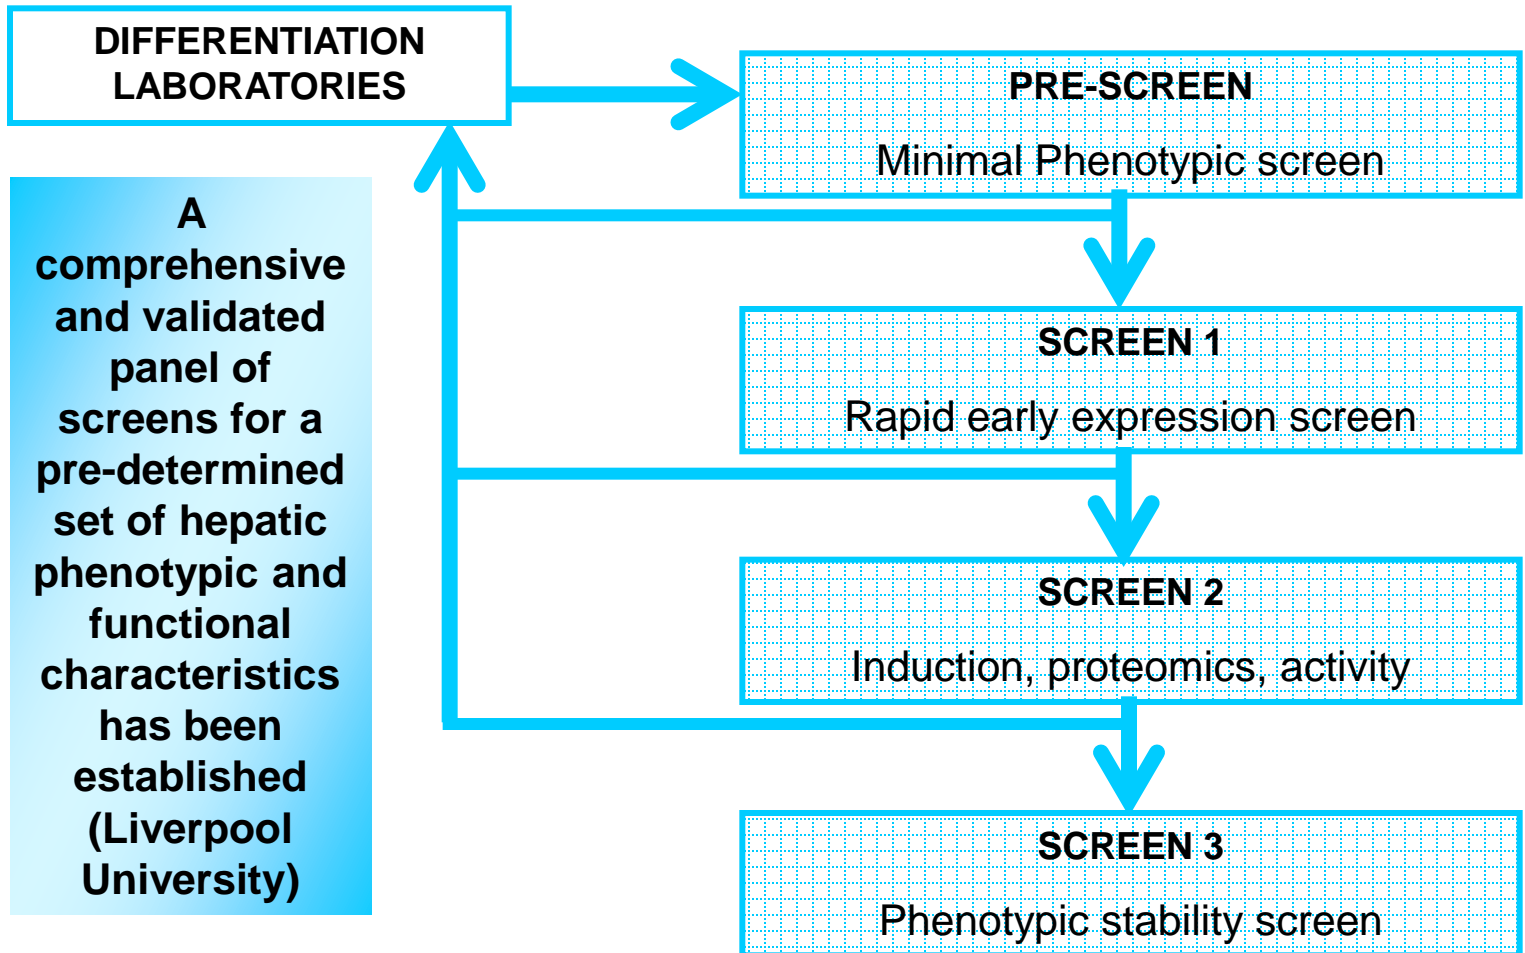 DIFFERENTIATION
LABORATORIES
PRE-SCREEN
Minimal Phenotypic screen
A
comprehensive
and validated
panel of
screens for a
pre-determined
set of hepatic
phenotypic and
functional
characteristics
has been
established
(Liverpool
University)
SCREEN 1
Rapid early expression screen
SCREEN 2
Induction, proteomics, activity
SCREEN 3
Phenotypic stability screen